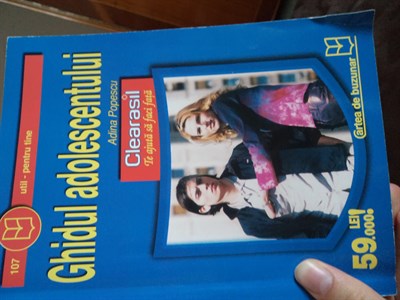 107
util - pentru tine
Ghidul adolescentului
Adina Popescu
Clearasil
Te ajută să faci față
Cartea de buzunar
59.000 LEI